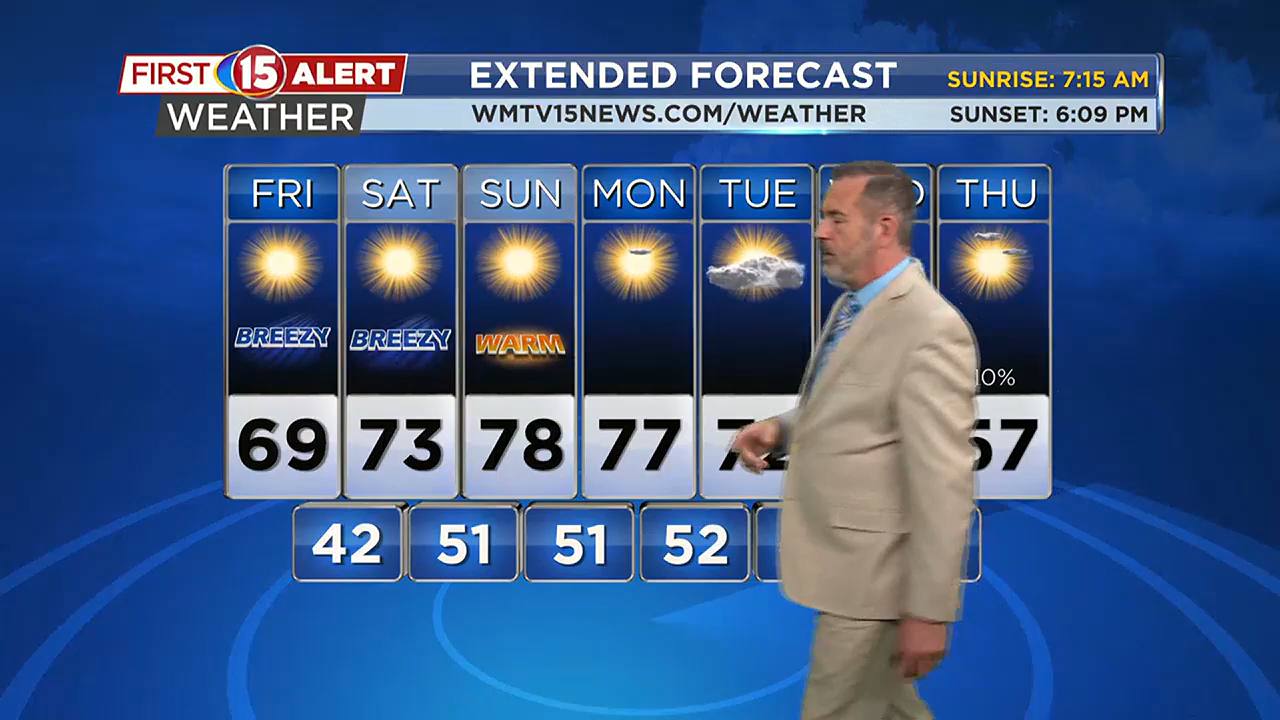 FIRST 15 ALERT
WEATHER
EXTENDED FORECAST
SUNRISE: 7:15 AM
WMTV15NEWS.COM/WEATHER
SUNSET: 6:09 PM
FRI SAT SUN MON TUE THU
BREEZY BREEZY WARM
10%
69 73 78 77
42 51 51 52